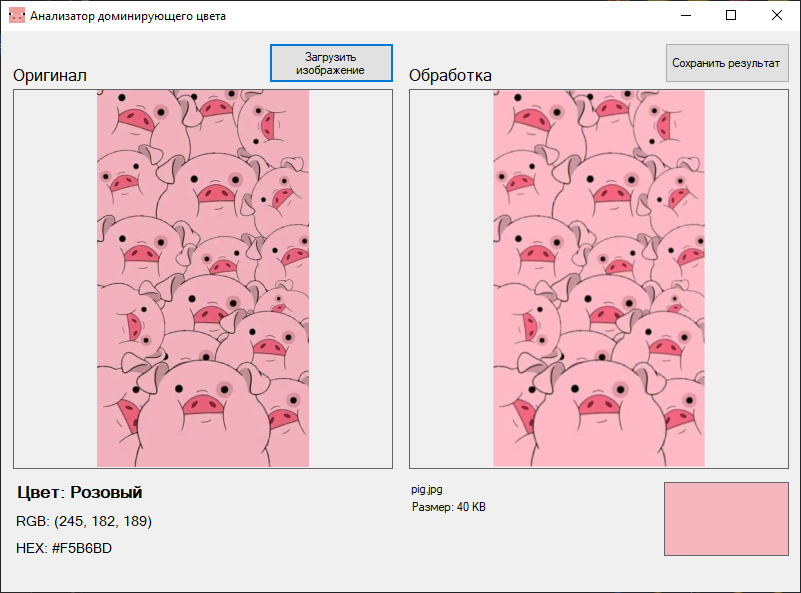 Анализатор доминирующего цвета
Оригинал
Загрузить
изображение
Обработка
Сохранить результат
Цвет: Розовый
RGB: (245, 182, 189)
HEX: #F5B6BD
pig.jpg
Размер: 40 KB